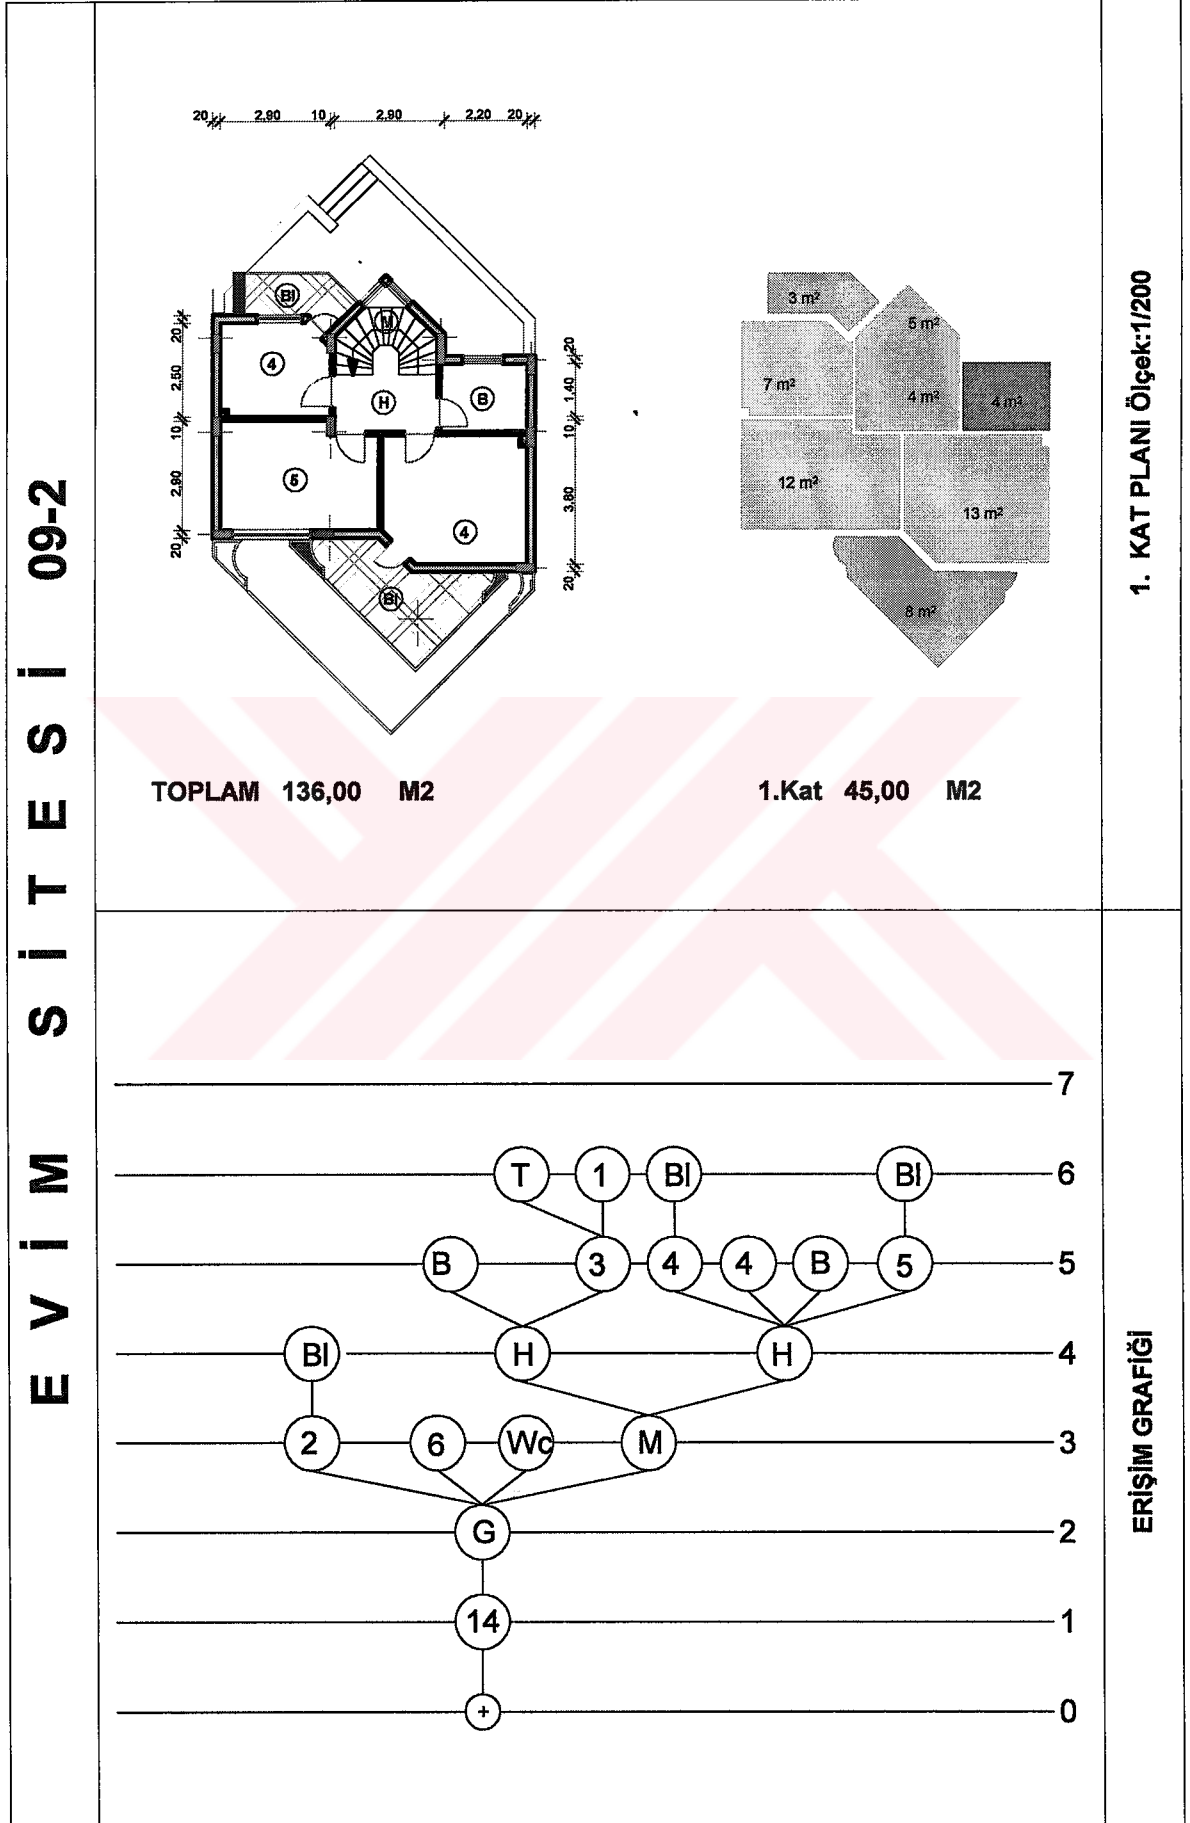 EVİM SİTESİ 09-2
20 2,90 10 2,90 2,20 20
Bl
M
4
H
B
5
4
Bl
20 2,50 10 2,90 20
20 1,40 10 3,80 20
3 m²
5 m²
7 m²
4 m²
4 m²
12 m²
13 m²
8 m²
TOPLAM 136,00 M2
1.Kat 45,00 M2
1. KAT PLANI Ölçek:1/200
7
T 1 Bl Bl 6
B 3 4 4 B 5 5
Bl H H 4
2 6 Wc M 3
G 2
14 1
+ 0
ERİŞİM GRAFİĞİ